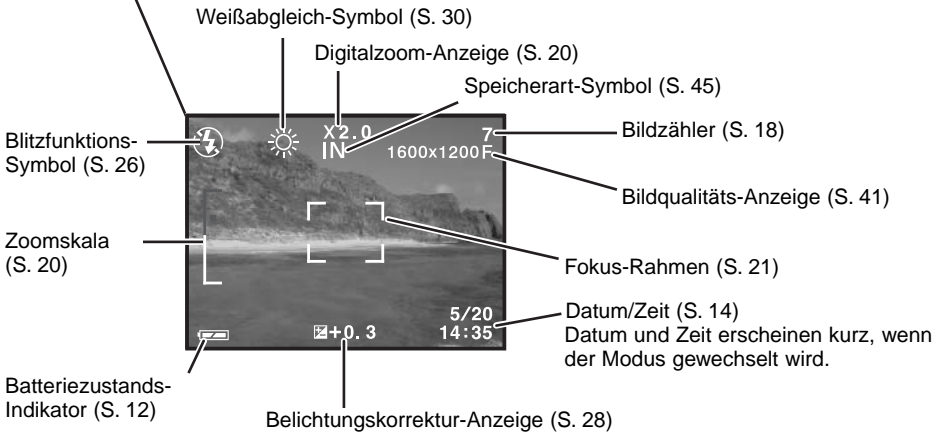 Weißabgleich-Symbol (S. 30)
Digitalzoom-Anzeige (S. 20)
Speicherart-Symbol (S. 45)
Blitzfunktions-
Symbol (S. 26)
X2.0
7
Bildzähler (S. 18)
IN
1600x1200 F
Bildqualitäts-Anzeige (S. 41)
Zoomskala
(S. 20)
Fokus-Rahmen (S. 21)
5/20
14:35
+0.3
Datum/Zeit (S. 14)
Datum und Zeit erscheinen kurz, wenn
der Modus gewechselt wird.
Batteriezustands-
Indikator (S. 12)
Belichtungskorrektur-Anzeige (S. 28)